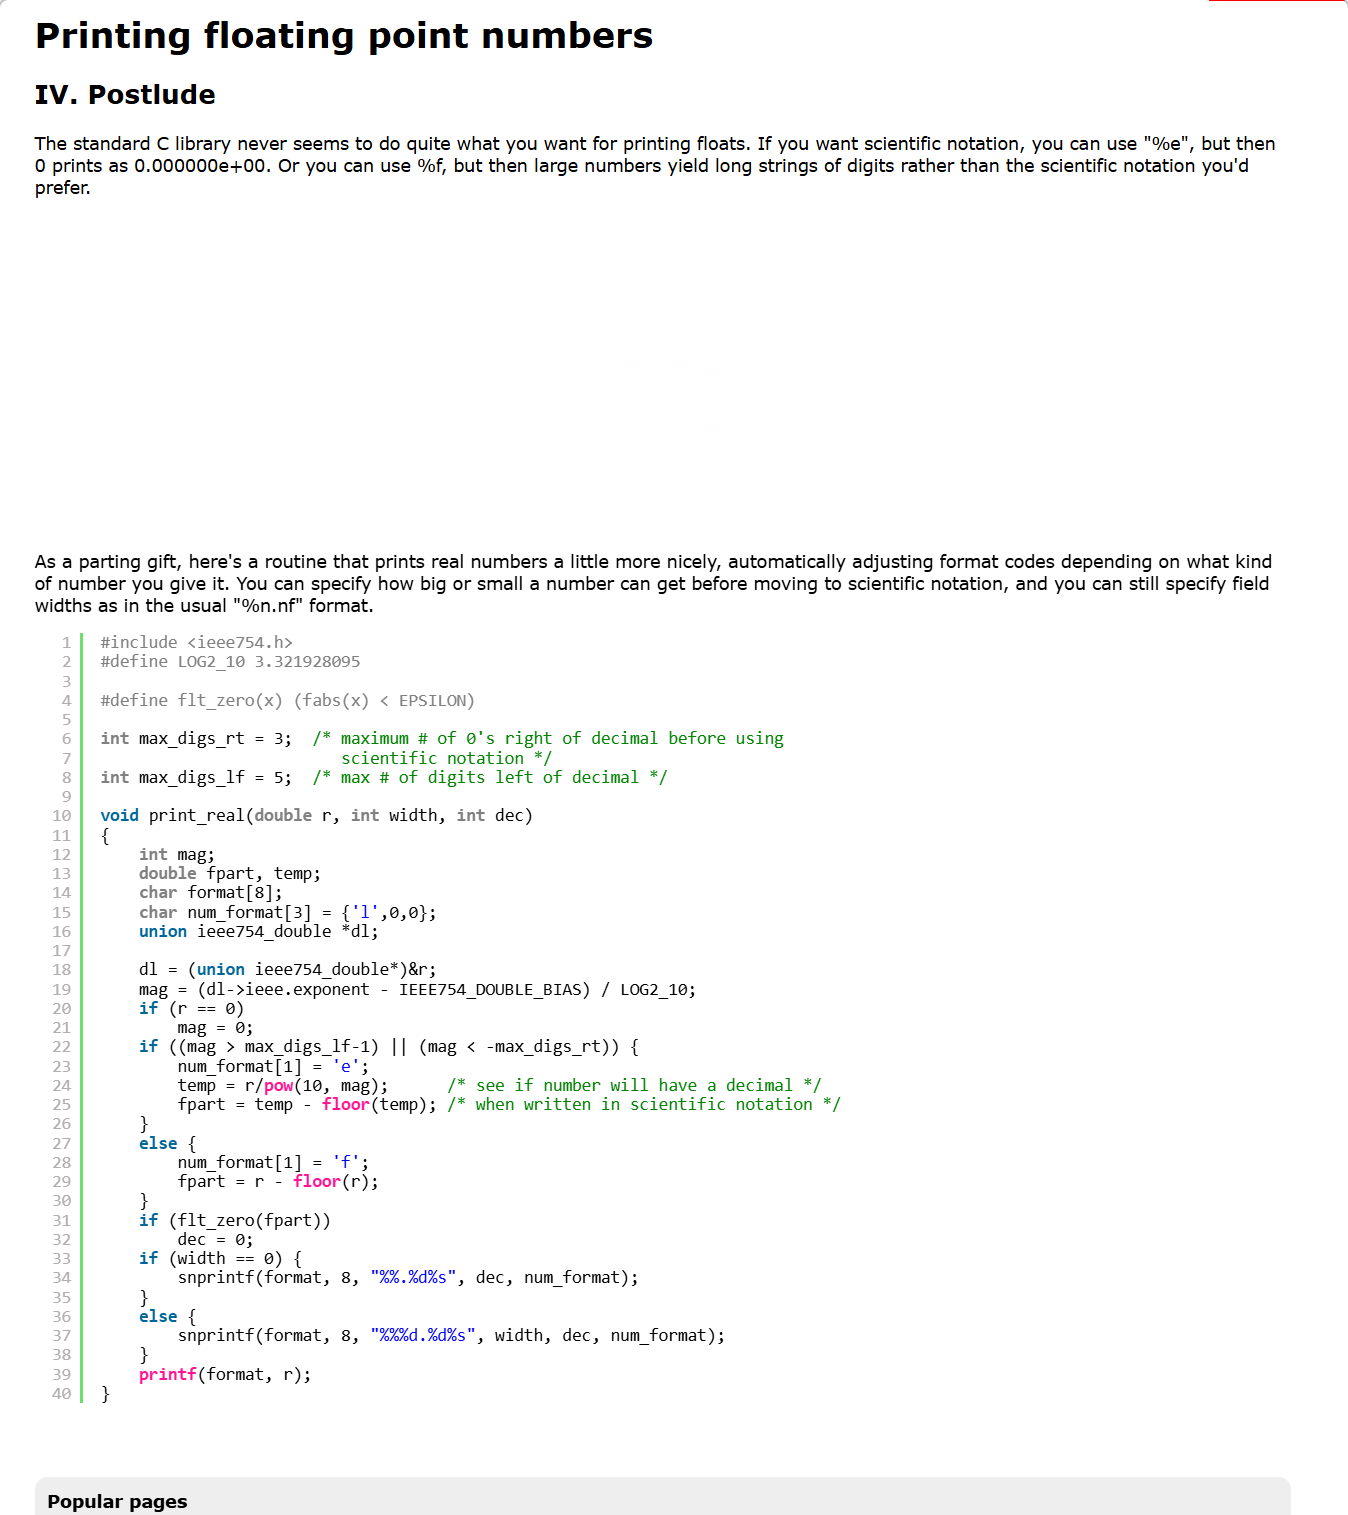 Printing floating point numbers
IV. Postlude
The standard C library never seems to do quite what you want for printing floats. If you want scientific notation, you can use "%e", but then
0 prints as 0.000000e+00. Or you can use %f, but then large numbers yield long strings of digits rather than the scientific notation you'd
prefer.
As a parting gift, here's a routine that prints real numbers a little more nicely, automatically adjusting format codes depending on what kind
of number you give it. You can specify how big or small a number can get before moving to scientific notation, and you can still specify field
widths as in the usual "%n.nf" format.
1 #include <ieee754.h>
2 #define LOG2_10 3.321928095
3
4 #define flt_zero(x) (fabs(x) < EPSILON)
5
6 int max_digs_rt = 3;  /* maximum # of 0's right of decimal before using
7                          scientific notation */
8 int max_digs_lf = 5;  /* max # of digits left of decimal */
9
10 void print_real(double r, int width, int dec)
11 {
12     int mag;
13     double fpart, temp;
14     char format[8];
15     char num_format[3] = {'l',0,0};
16     union ieee754_double *dl;
17
18     dl = (union ieee754_double*)&r;
19     mag = (dl->ieee.exponent - IEEE754_DOUBLE_BIAS) / LOG2_10;
20     if (r == 0)
21         mag = 0;
22     if ((mag > max_digs_lf-1) || (mag < -max_digs_rt)) {
23         num_format[1] = 'e';
24         temp = r/pow(10, mag);      /* see if number will have a decimal */
25         fpart = temp - floor(temp); /* when written in scientific notation */
26     }
27     else {
28         num_format[1] = 'f';
29         fpart = r - floor(r);
30     }
31     if (flt_zero(fpart))
32         dec = 0;
33     if (width == 0) {
34         snprintf(format, 8, "%%.%d%s", dec, num_format);
35     }
36     else {
37         snprintf(format, 8, "%%%d.%d%s", width, dec, num_format);
38     }
39     printf(format, r);
40 }
Popular pages